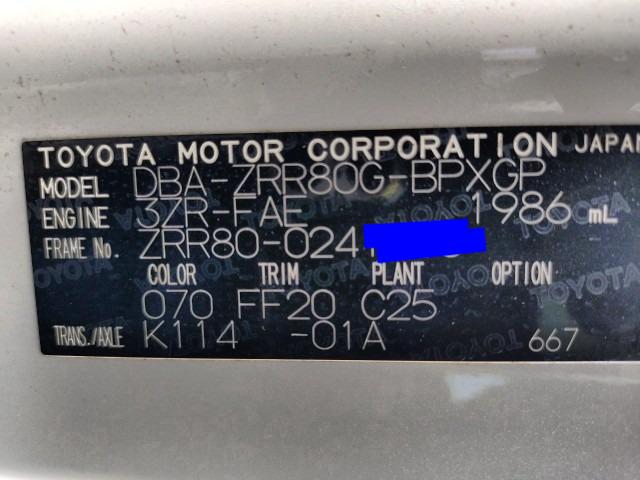 TOYOTA MOTOR CORPORATION JAPAN
MODEL DBA-ZRR80G-BPXGP
ENGINE 3ZR-FAE 1986 mL
FRAME No. ZRR80-024
COLOR TRIM PLANT OPTION
070 FF20 C25
TRANS./AXLE K114 -01A 667